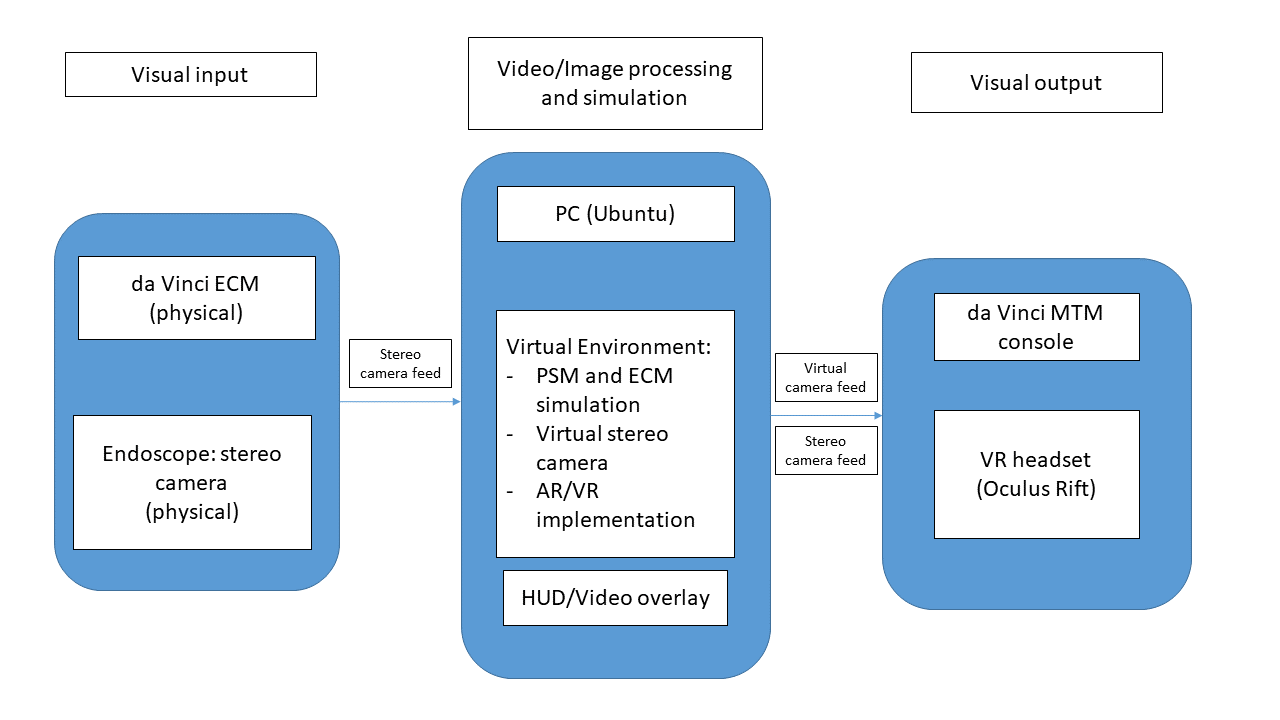 Visual input
Video/Image processing
and simulation
Visual output
da Vinci ECM
(physical)
Endoscope: stereo
camera
(physical)
Stereo
camera feed
PC (Ubuntu)
Virtual Environment:
- PSM and ECM
simulation
- Virtual stereo
camera
- AR/VR
implementation
HUD/Video overlay
Virtual
camera feed
Stereo
camera feed
da Vinci MTM
console
VR headset
(Oculus Rift)